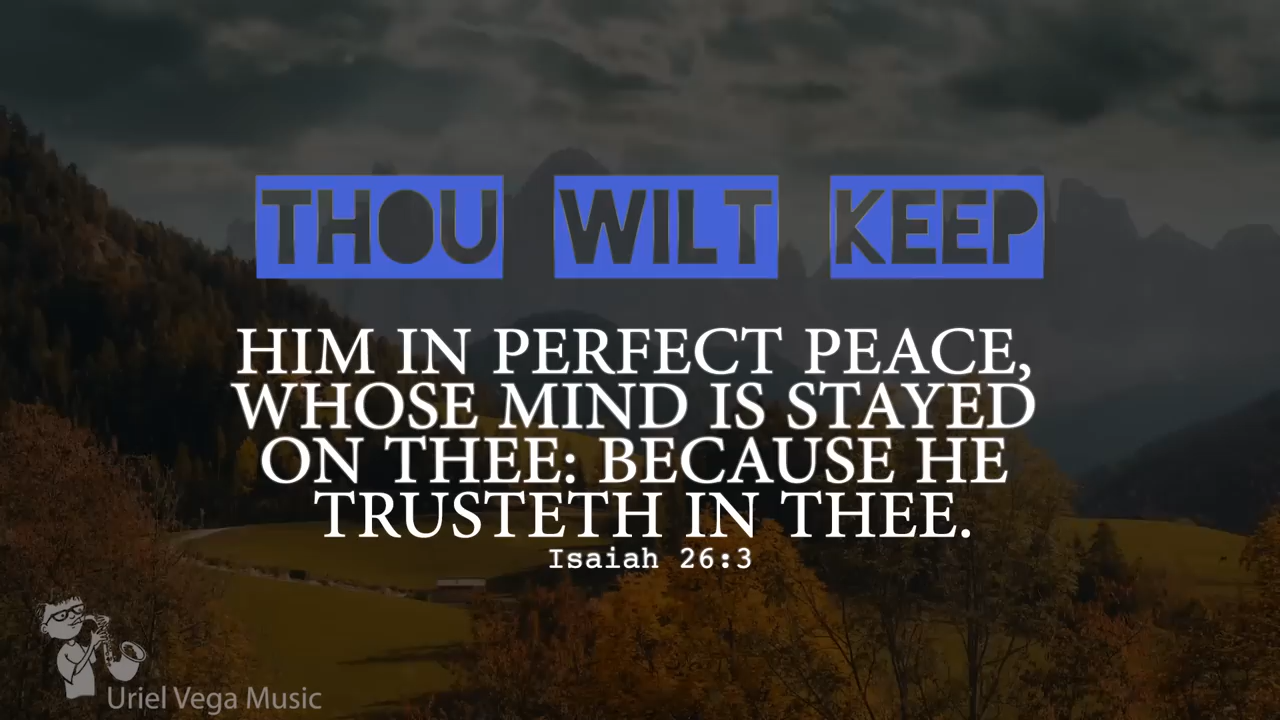 THOU WILT KEEP
HIM IN PERFECT PEACE,
WHOSE MIND IS STAYED
ON THEE: BECAUSE HE
TRUSTETH IN THEE.
Isaiah 26:3
Uriel Vega Music